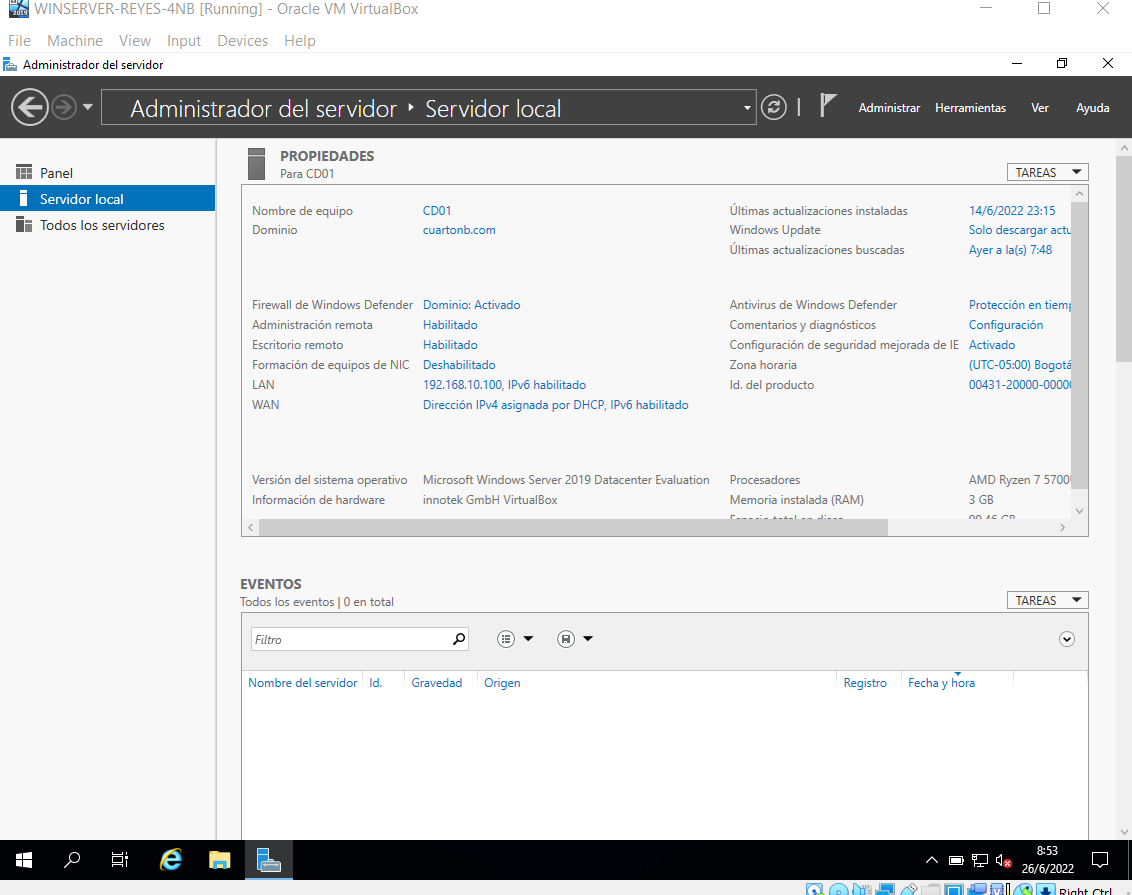 WINSERVER-REYES-4NB [Running] - Oracle VM VirtualBox
File Machine View Input Devices Help
Administrador del servidor
Administrador del servidor ‣ Servidor local
Administrar Herramientas Ver Ayuda
Panel
Servidor local
Todos los servidores
PROPIEDADES
Para CD01
TAREAS
Nombre de equipo CD01 Últimas actualizaciones instaladas 14/6/2022 23:15
Dominio cuartonb.com Windows Update Solo descargar actu
Últimas actualizaciones buscadas Ayer a la(s) 7:48
Firewall de Windows Defender Dominio: Activado Antivirus de Windows Defender Protección en tiemp
Administración remota Habilitado Comentarios y diagnósticos Configuración
Escritorio remoto Habilitado Configuración de seguridad mejorada de IE Activado
Formación de equipos de NIC Deshabilitado Zona horaria (UTC-05:00) Bogotá
LAN 192.168.10.100, IPv6 habilitado Id. del producto 00431-20000-0000
WAN Dirección IPv4 asignada por DHCP, IPv6 habilitado
Versión del sistema operativo Microsoft Windows Server 2019 Datacenter Evaluation Procesadores AMD Ryzen 7 5700U
Información de hardware innotek GmbH VirtualBox Memoria instalada (RAM) 3 GB
Espacio total en disco 99,46 GB
EVENTOS
Todos los eventos | 0 en total
TAREAS
Filtro
Nombre del servidor Id. Gravedad Origen Registro Fecha y hora
8:53
26/6/2022
Right Ctrl